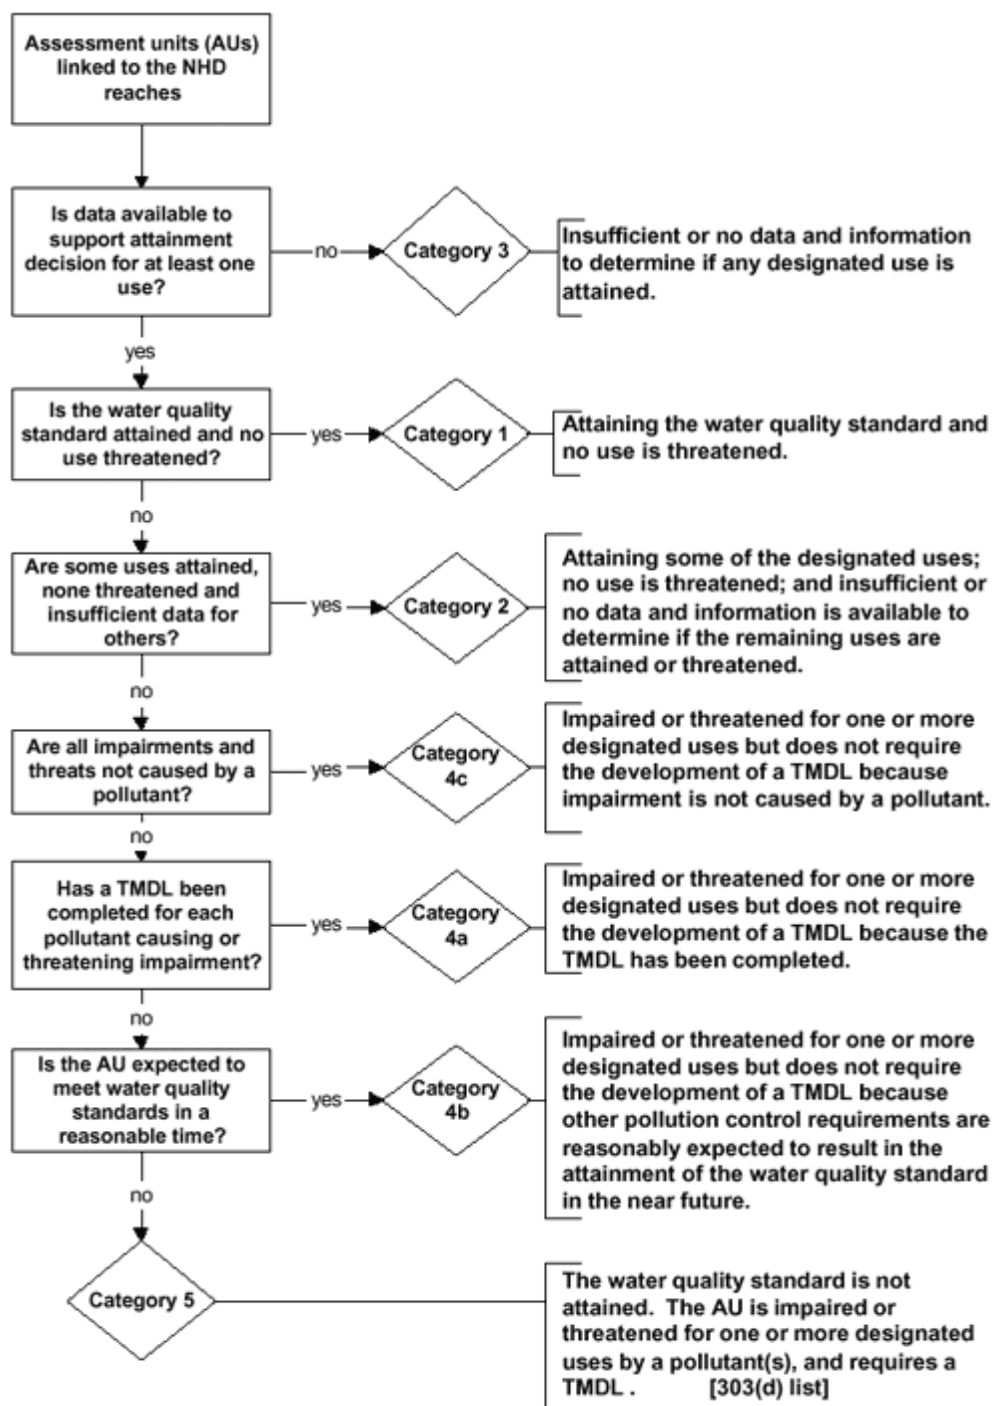 Assessment units (AUs)
linked to the NHD
reaches
Is data available to
support attainment
decision for at least one
use?
no
Category 3
Insufficient or no data and information
to determine if any designated use is
attained.
yes
Is the water quality
standard attained and no
use threatened?
yes
Category 1
Attaining the water quality standard and
no use is threatened.
no
Are some uses attained,
none threatened and
insufficient data for
others?
yes
Category 2
Attaining some of the designated uses;
no use is threatened; and insufficient or
no data and information is available to
determine if the remaining uses are
attained or threatened.
no
Are all impairments and
threats not caused by a
pollutant?
yes
Category
4c
Impaired or threatened for one or more
designated uses but does not require
the development of a TMDL because
impairment is not caused by a pollutant.
no
Has a TMDL been
completed for each
pollutant causing or
threatening impairment?
yes
Category
4a
Impaired or threatened for one or more
designated uses but does not require
the development of a TMDL because the
TMDL has been completed.
no
Is the AU expected to
meet water quality
standards in a
reasonable time?
yes
Category
4b
Impaired or threatened for one or more
designated uses but does not require
the development of a TMDL because
other pollution control requirements are
reasonably expected to result in the
attainment of the water quality standard
in the near future.
no
Category 5
The water quality standard is not
attained.  The AU is impaired or
threatened for one or more designated
uses by a pollutant(s), and requires a
TMDL .          [303(d) list]